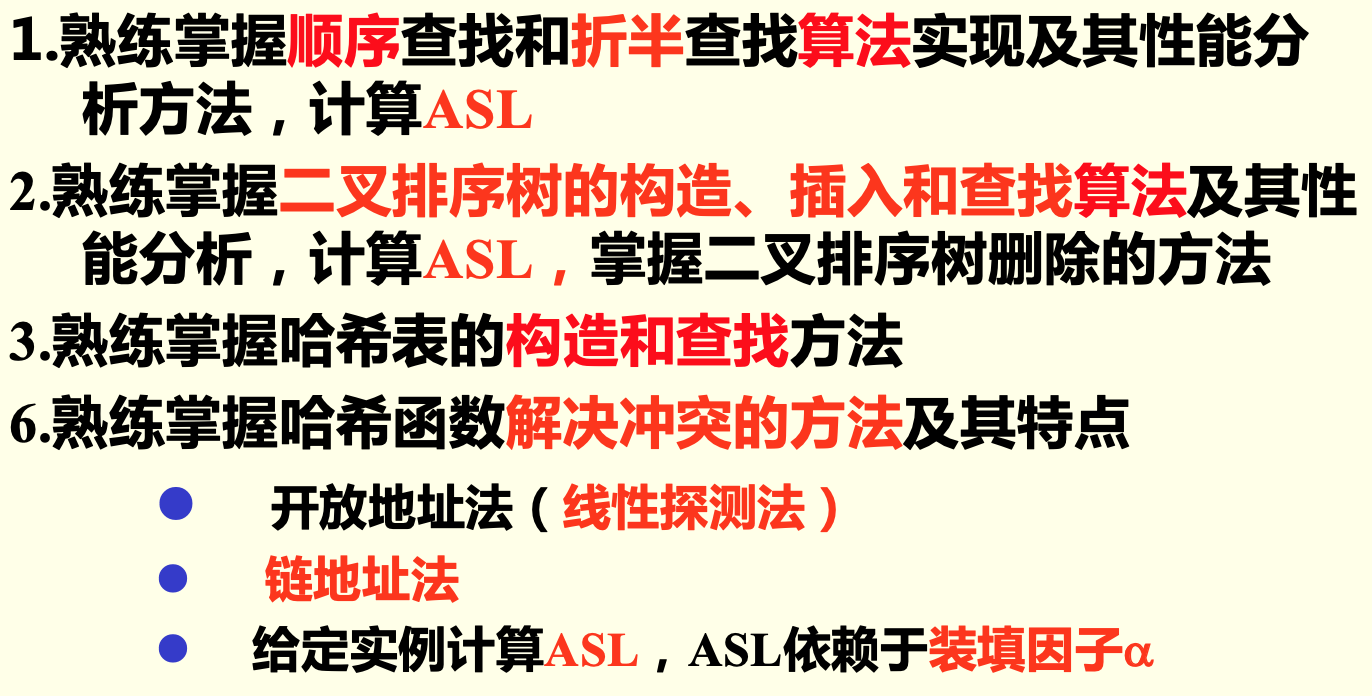 1.熟练掌握顺序查找和折半查找算法实现及其性能分
析方法，计算ASL
2.熟练掌握二叉排序树的构造、插入和查找算法及其性
能分析，计算ASL，掌握二叉排序树删除的方法
3.熟练掌握哈希表的构造和查找方法
6.熟练掌握哈希函数解决冲突的方法及其特点
● 开放地址法（线性探测法）
● 链地址法
● 给定实例计算ASL，ASL依赖于装填因子α